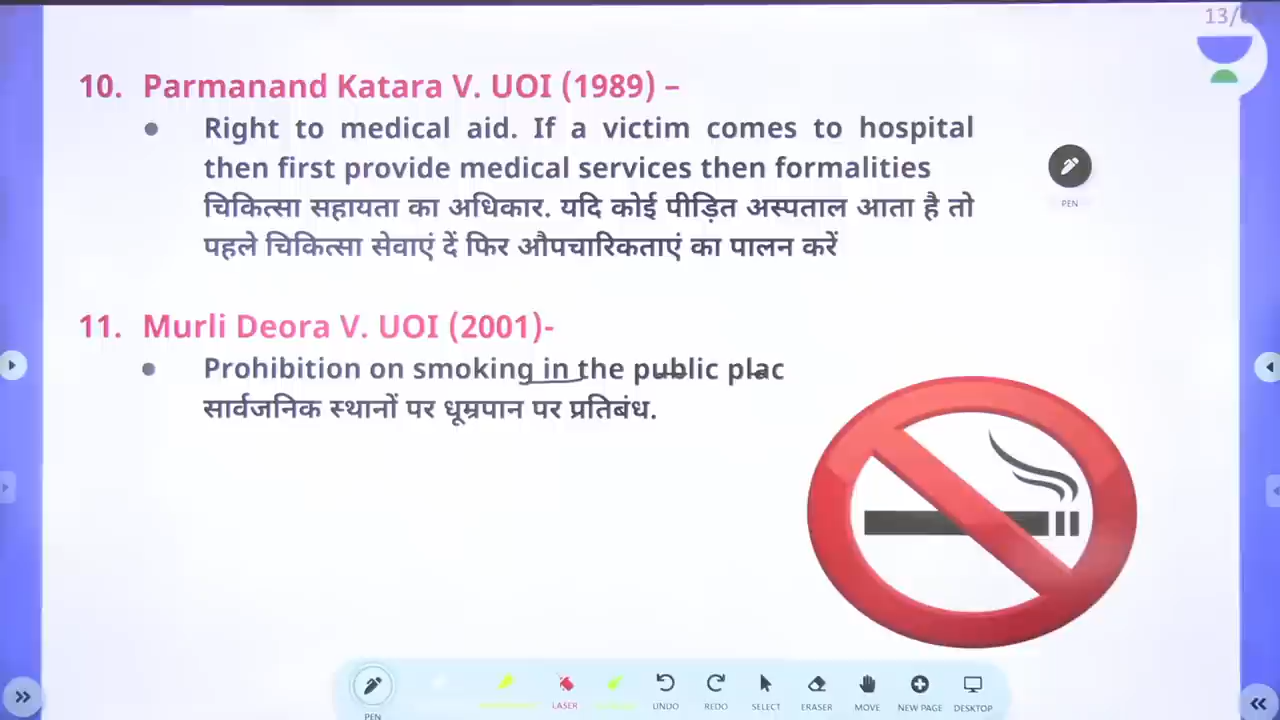 13/
10. Parmanand Katara V. UOI (1989) –
● Right to medical aid. If a victim comes to hospital
then first provide medical services then formalities
चिकित्सा सहायता का अधिकार. यदि कोई पीड़ित अस्पताल आता है तो
पहले चिकित्सा सेवाएं दें फिर औपचारिकताएं का पालन करें
PEN
11. Murli Deora V. UOI (2001)-
● Prohibition on smoking in the public plac
सार्वजनिक स्थानों पर धूम्रपान पर प्रतिबंध.
PEN LASER UNDO REDO SELECT ERASER MOVE NEW PAGE DESKTOP